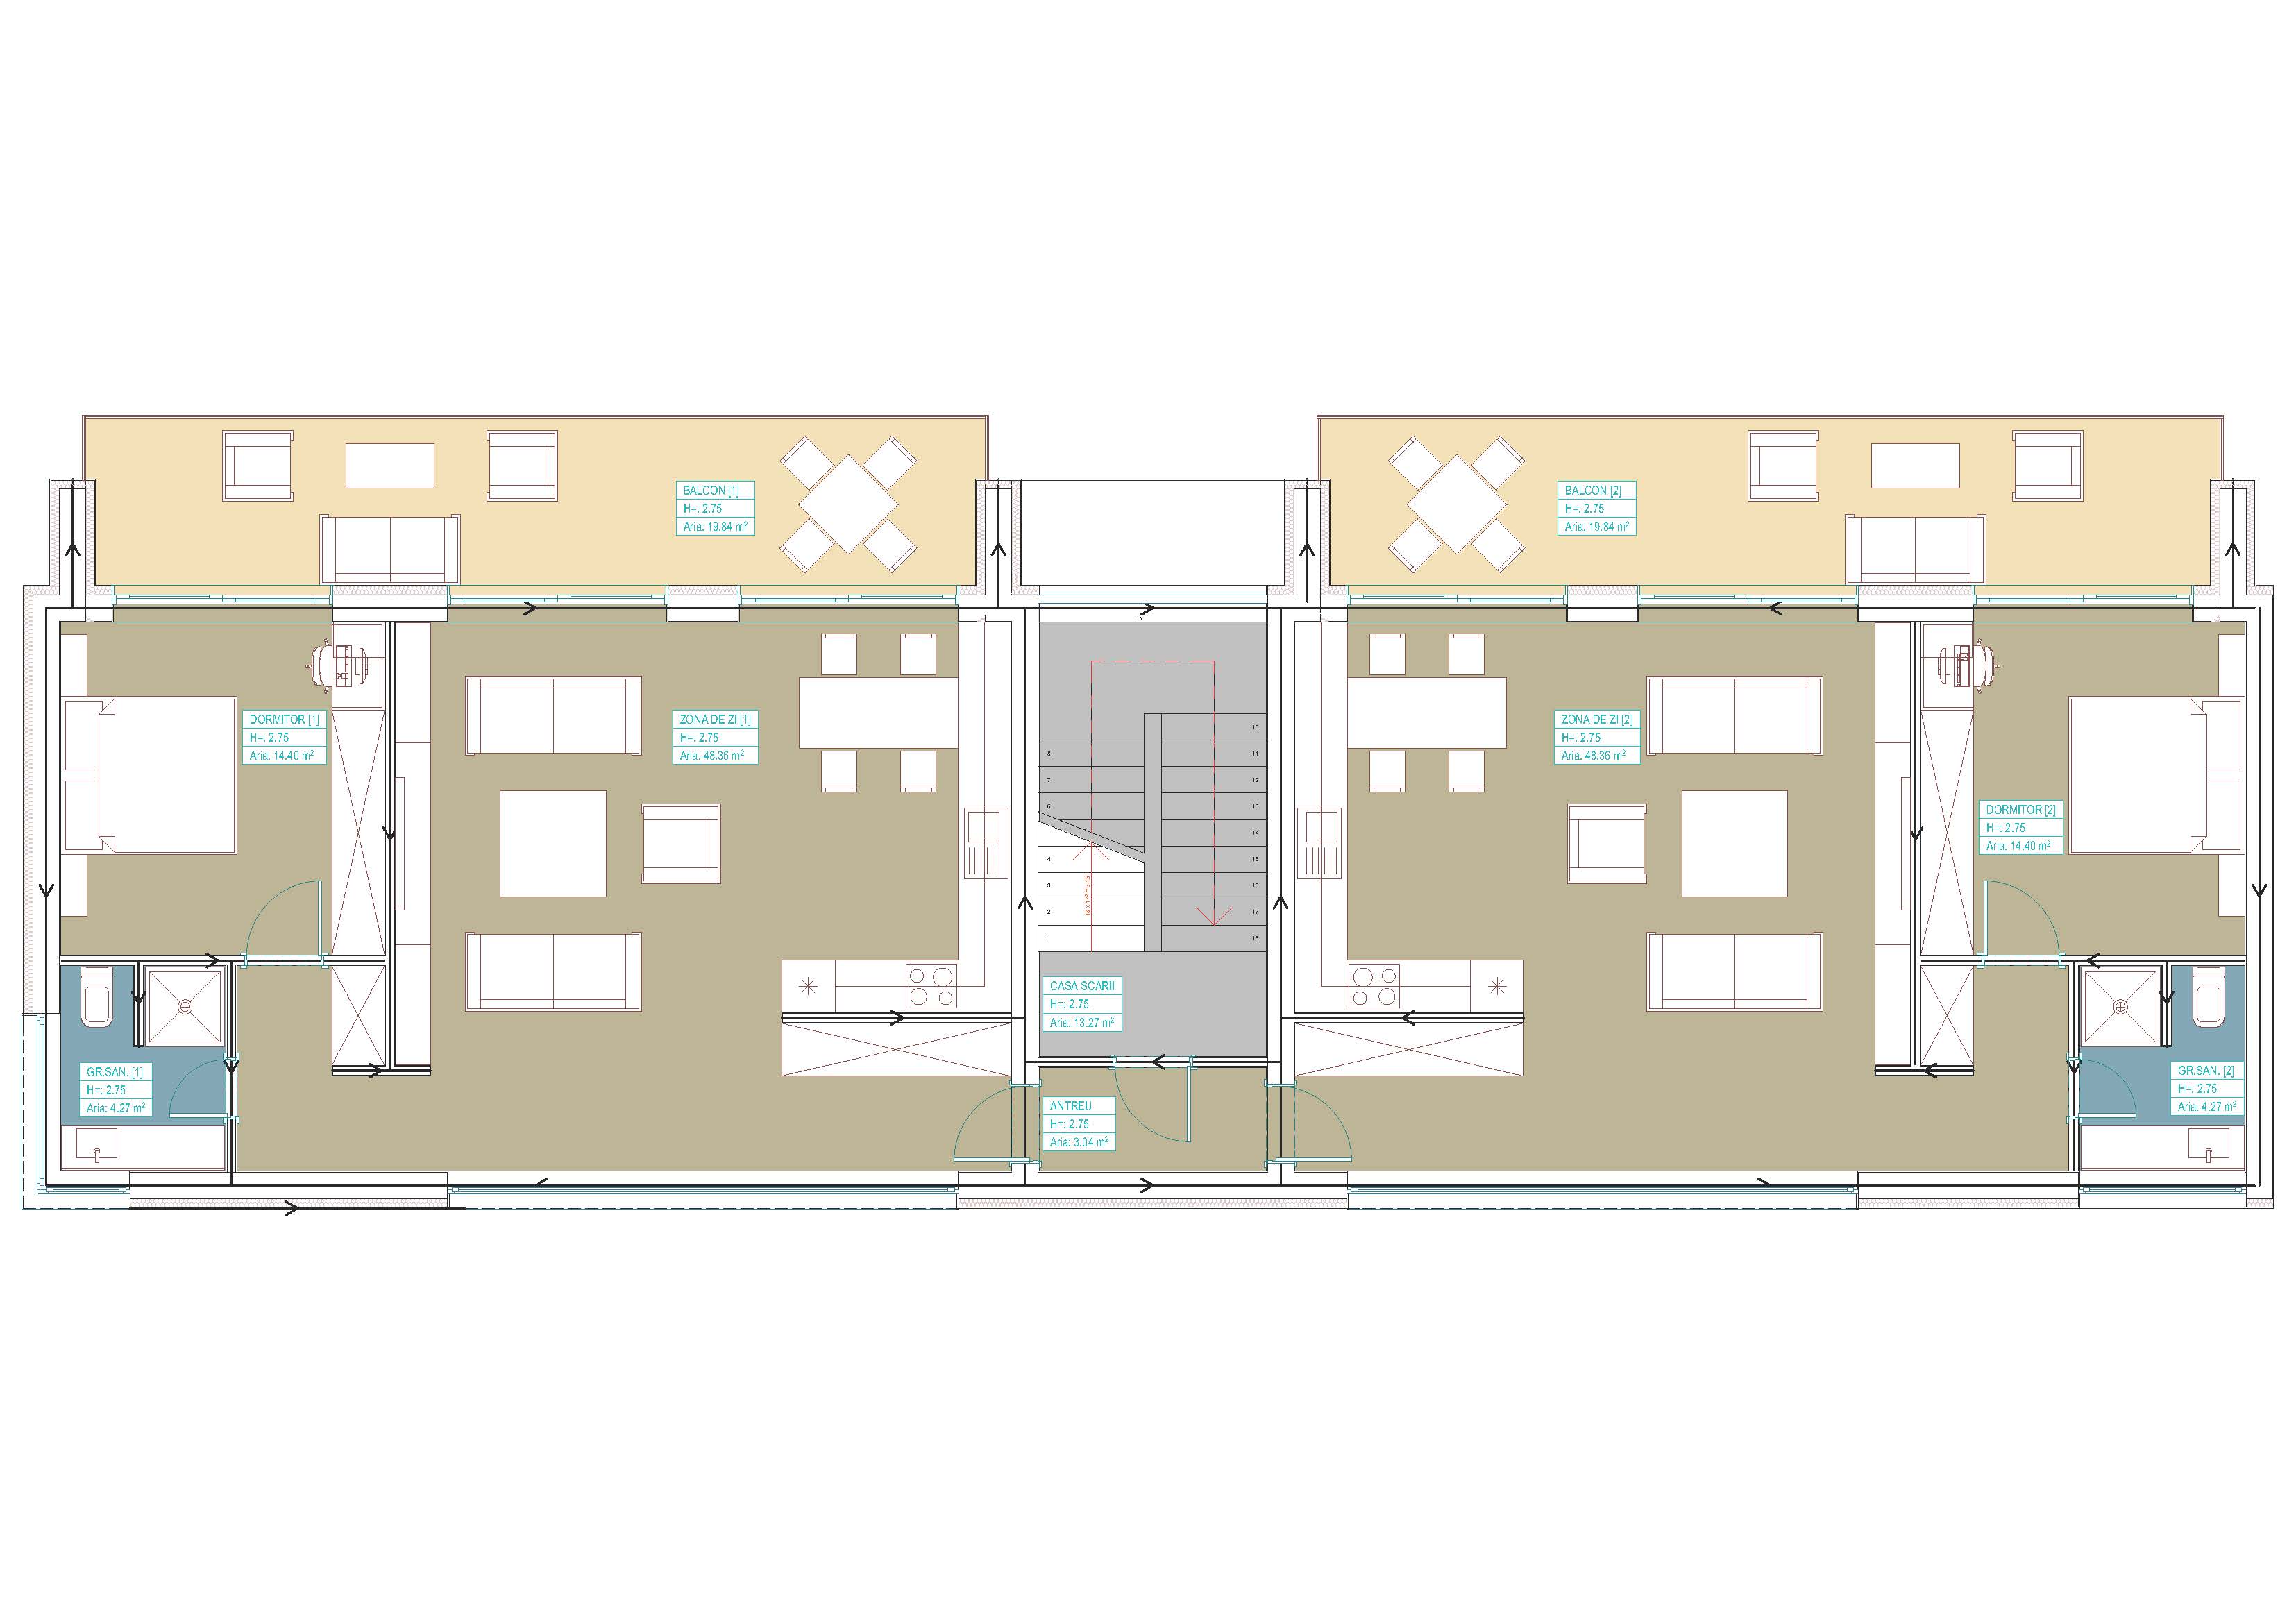 BALCON [1]
H=: 2.75
Aria: 19.84 m²
BALCON [2]
H=: 2.75
Aria: 19.84 m²
DORMITOR [1]
H=: 2.75
Aria: 14.40 m²
ZONA DE ZI [1]
H=: 2.75
Aria: 48.36 m²
ZONA DE ZI [2]
H=: 2.75
Aria: 48.36 m²
DORMITOR [2]
H=: 2.75
Aria: 14.40 m²
10
11
7
12
6
13
14
4
15
3
16
2
17
1
18
CASA SCARII
H=: 2.75
Aria: 13.27 m²
GR.SAN. [1]
H=: 2.75
Aria: 4.27 m²
ANTREU
H=: 2.75
Aria: 3.04 m²
GR.SAN. [2]
H=: 2.75
Aria: 4.27 m²